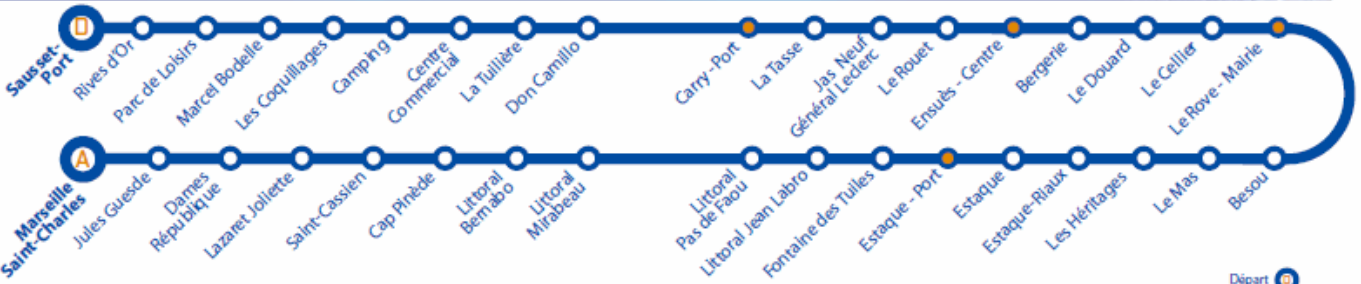 D
Sausset-
Port
Rives d'Or
Parc de Loisirs
Marcel Bodelle
Les Coquillages
Camping
Centre
Commercial
La Tuilière
Don Camillo
Carry-Port
La Tasse
Jas Neuf
Général Leclerc
Le Rouet
Ensuès - Centre
Bergerie
Le Douard
Le Cellier
Le Rove - Mairie
A
Marseille
Saint-Charles
Jules Guesde
Dames
République
Lazaret Joliette
Saint-Cassien
Cap Pinède
Littoral
Bernabo
Littoral
Mirabeau
Littoral
Pas de Faou
Littoral Jean Labro
Fontaine des Tuiles
Estaque - Port
Estaque
Estaque-Riaux
Les Héritages
Le Mas
Besou
Départ D